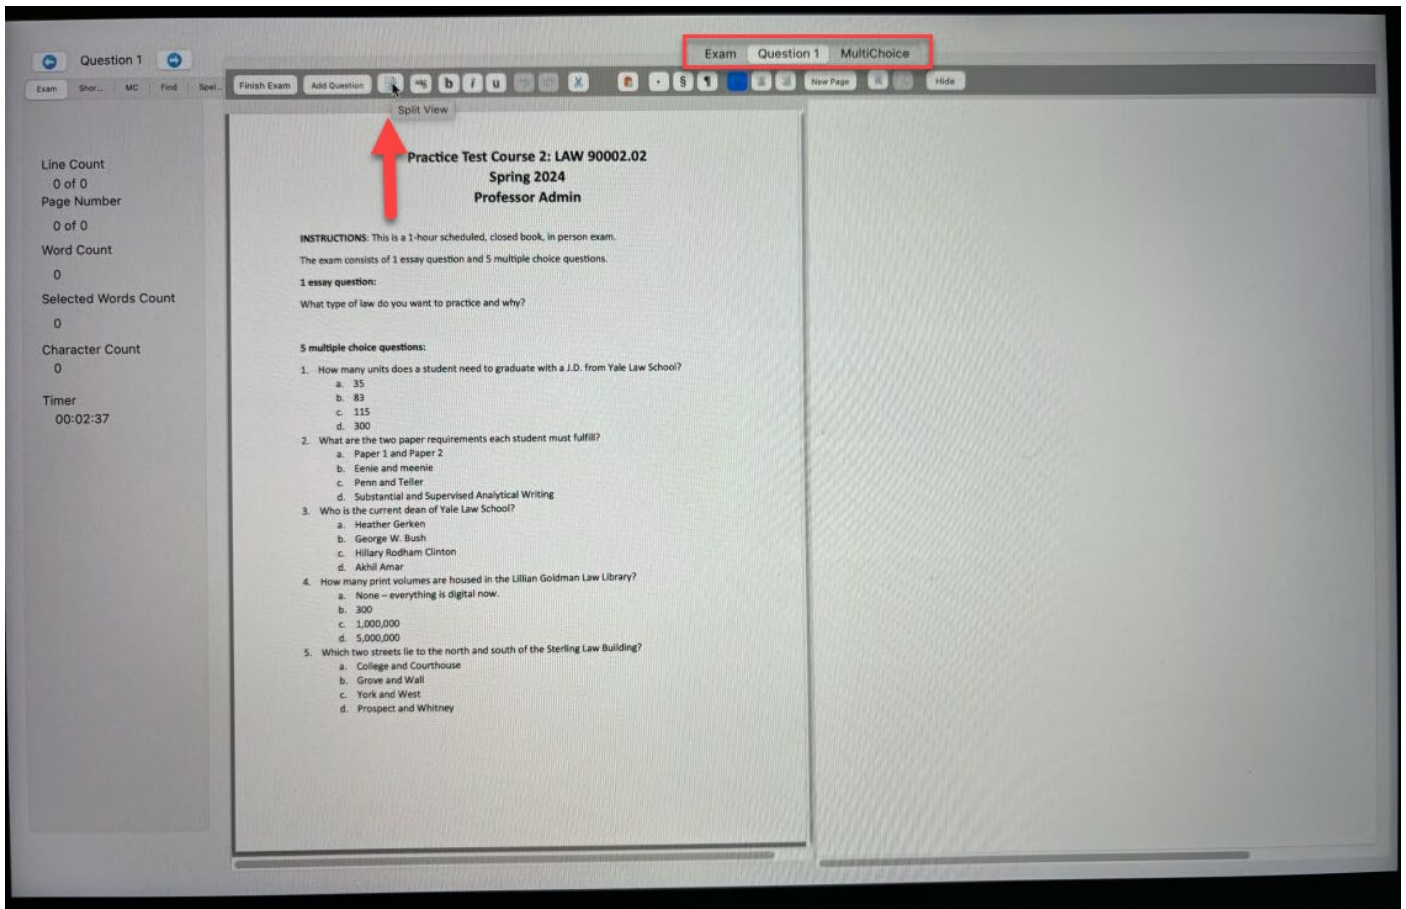 Exam Question 1 MultiChoice
Question 1
Exam Shor... MC Find Spel...
Finish Exam Add Question ABC b i u § ¶ New Page Hide
Split View
Line Count
0 of 0
Page Number
0 of 0
Word Count
0
Selected Words Count
0
Character Count
0
Timer
00:02:37
Practice Test Course 2: LAW 90002.02
Spring 2024
Professor Admin
INSTRUCTIONS: This is a 1-hour scheduled, closed book, in person exam.
The exam consists of 1 essay question and 5 multiple choice questions.
1 essay question:
What type of law do you want to practice and why?
5 multiple choice questions:
1. How many units does a student need to graduate with a J.D. from Yale Law School?
a. 35
b. 83
c. 115
d. 300
2. What are the two paper requirements each student must fulfill?
a. Paper 1 and Paper 2
b. Eenie and meenie
c. Penn and Teller
d. Substantial and Supervised Analytical Writing
3. Who is the current dean of Yale Law School?
a. Heather Gerken
b. George W. Bush
c. Hillary Rodham Clinton
d. Akhil Amar
4. How many print volumes are housed in the Lillian Goldman Law Library?
a. None – everything is digital now.
b. 300
c. 1,000,000
d. 5,000,000
5. Which two streets lie to the north and south of the Sterling Law Building?
a. College and Courthouse
b. Grove and Wall
c. York and West
d. Prospect and Whitney